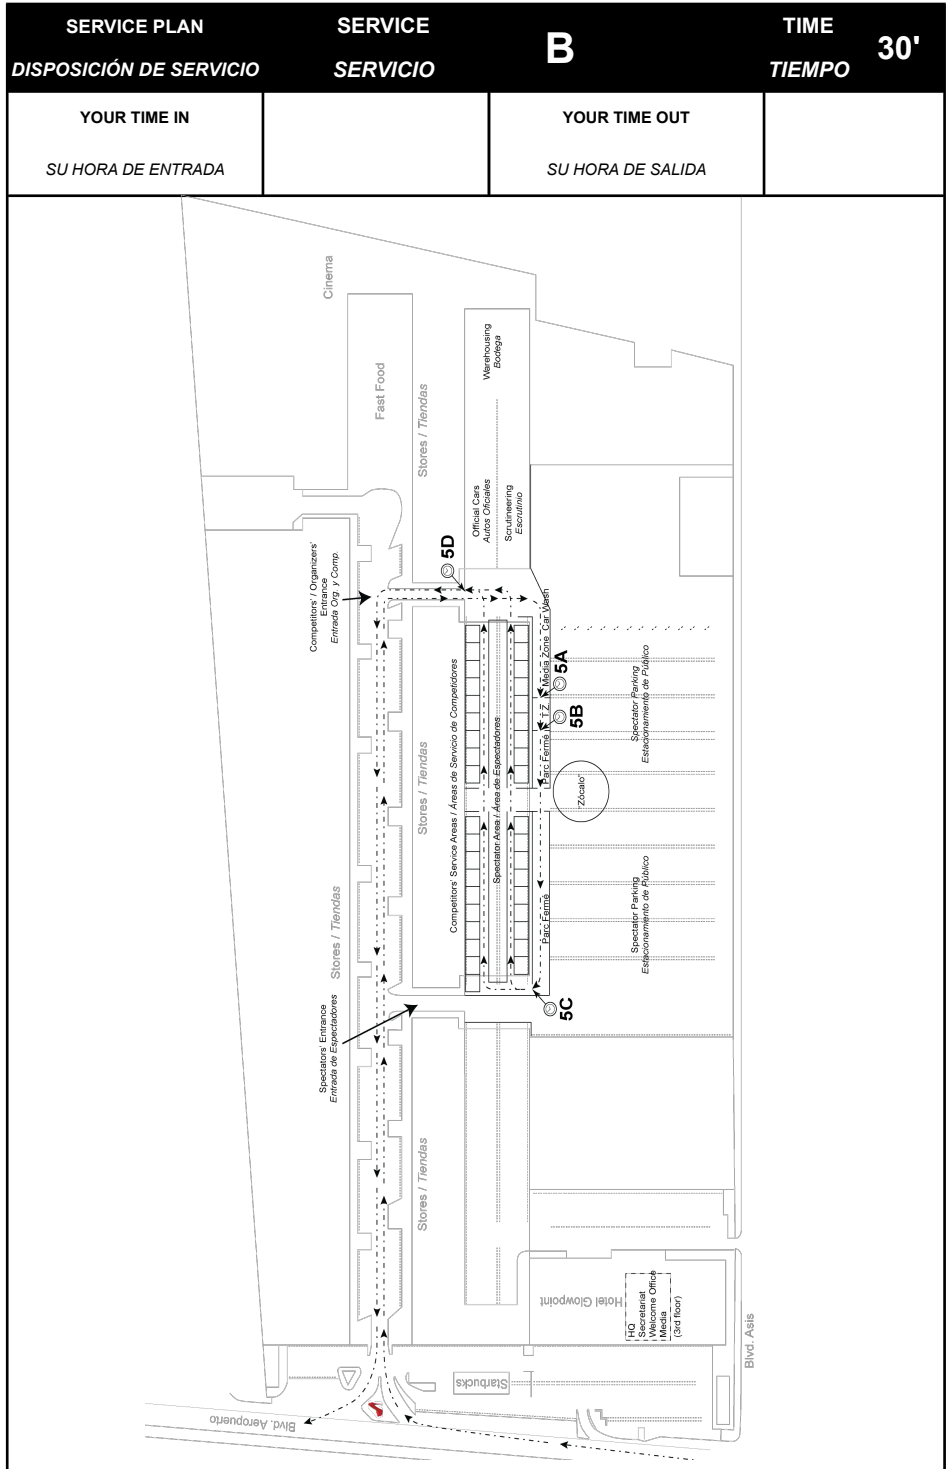 SERVICE PLAN
DISPOSICIÓN DE SERVICIO
SERVICE
SERVICIO
B
TIME
TIEMPO
30'
YOUR TIME IN
SU HORA DE ENTRADA
YOUR TIME OUT
SU HORA DE SALIDA
Cinema
Fast Food
Stores / Tiendas
Warehousing
Bodega
Official Cars
Autos Oficiales
Scrutineering
Escrutinio
Competitors' / Organizers'
Entrance
Entrada Org. y Comp.
5D
Car Wash
Media Zone
5A
T.Z.
5B
Parc Fermé
"Zócalo"
Spectator Parking
Estacionamiento de Público
Stores / Tiendas
Competitors' Service Areas / Áreas de Servicio de Competidores
Spectator Area / Área de Espectadores
Stores / Tiendas
Spectator Parking
Estacionamiento de Público
Parc Fermé
5C
Spectators' Entrance
Entrada de Espectadores
Stores / Tiendas
Hotel Glowpoint
HQ
Secretariat
Welcome Office
Media
(3rd floor)
Blvd. Asis
Starbucks
Blvd. Aeropuerto